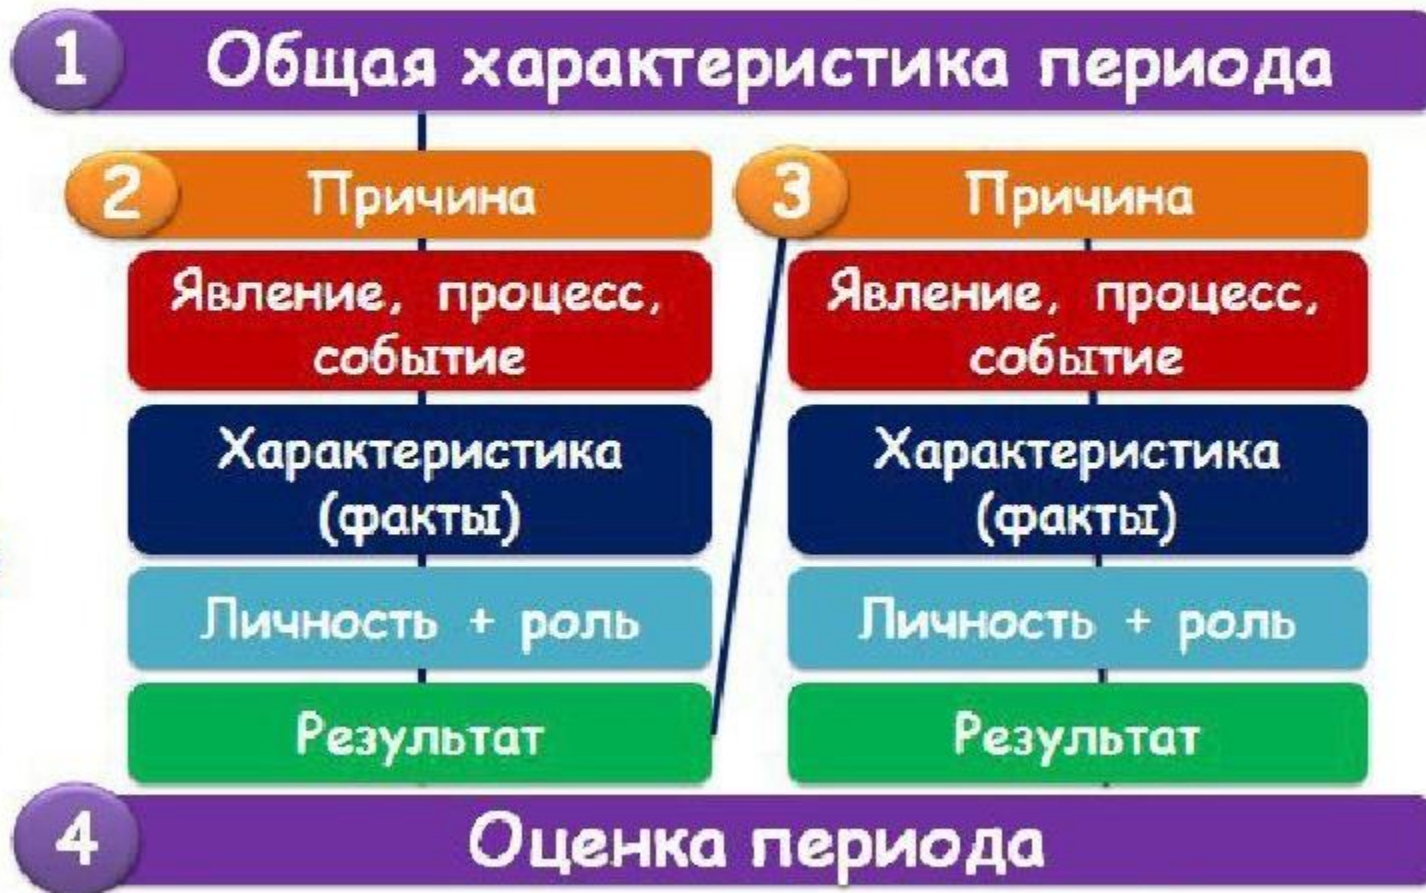 1 Общая характеристика периода
2 Причина
Явление, процесс,
событие
Характеристика
(факты)
Личность + роль
Результат
3 Причина
Явление, процесс,
событие
Характеристика
(факты)
Личность + роль
Результат
4 Оценка периода